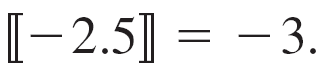 ⟦−2.5⟧ = −3.